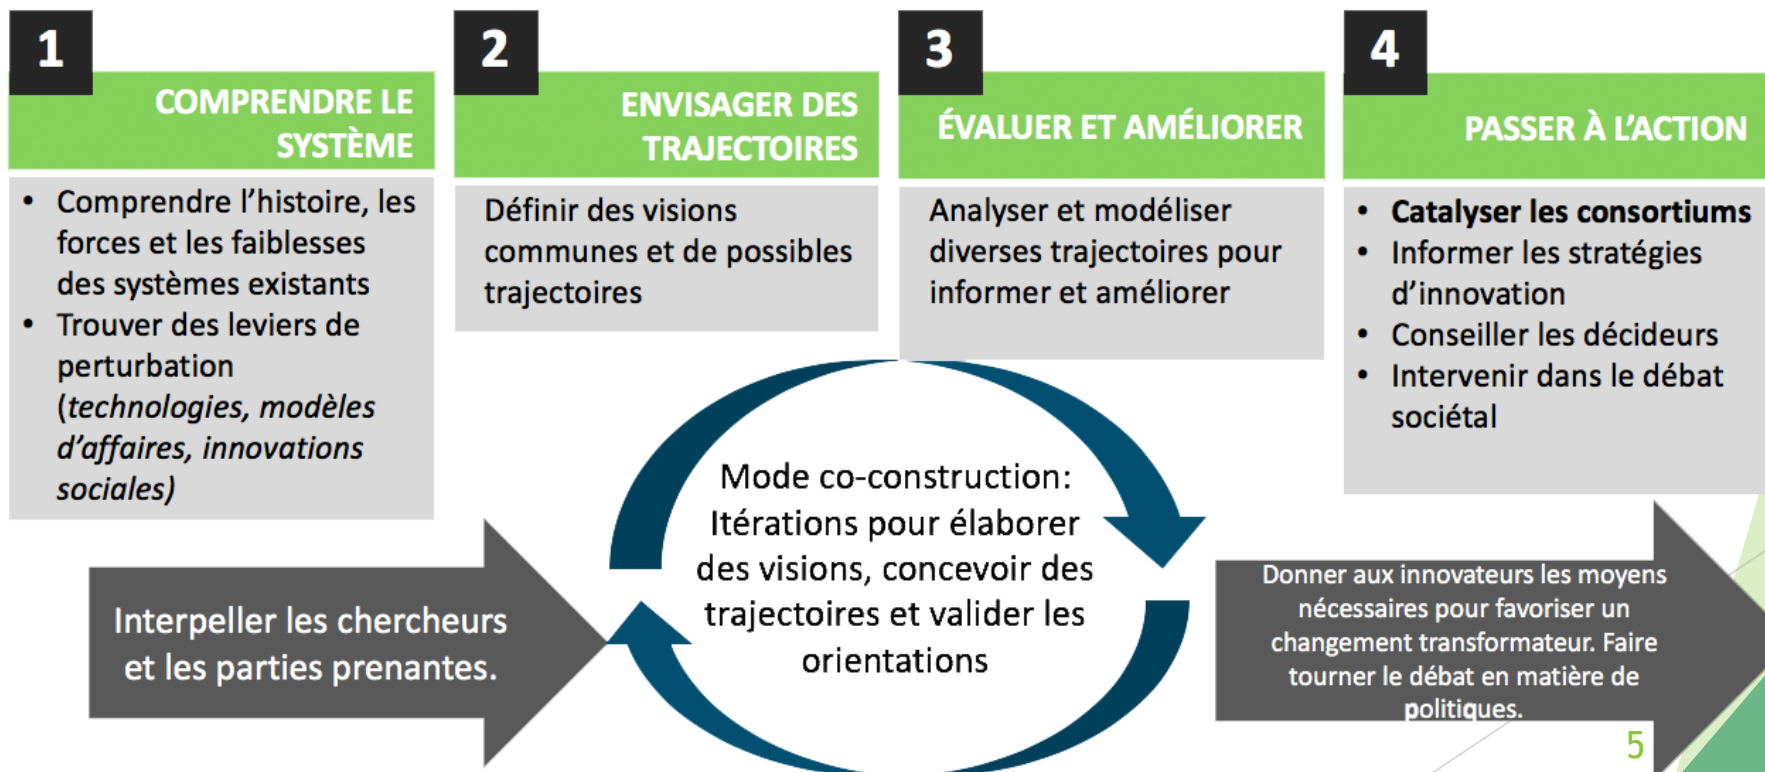 1
COMPRENDRE LE
SYSTÈME
• Comprendre l’histoire, les
forces et les faiblesses
des systèmes existants
• Trouver des leviers de
perturbation
(technologies, modèles
d’affaires, innovations
sociales)
2
ENVISAGER DES
TRAJECTOIRES
Définir des visions
communes et de possibles
trajectoires
3
ÉVALUER ET AMÉLIORER
Analyser et modéliser
diverses trajectoires pour
informer et améliorer
4
PASSER À L’ACTION
• Catalyser les consortiums
• Informer les stratégies
d’innovation
• Conseiller les décideurs
• Intervenir dans le débat
sociétal
Interpeller les chercheurs
et les parties prenantes.
Mode co-construction:
Itérations pour élaborer
des visions, concevoir des
trajectoires et valider les
orientations
Donner aux innovateurs les moyens
nécessaires pour favoriser un
changement transformateur. Faire
tourner le débat en matière de
politiques.
5